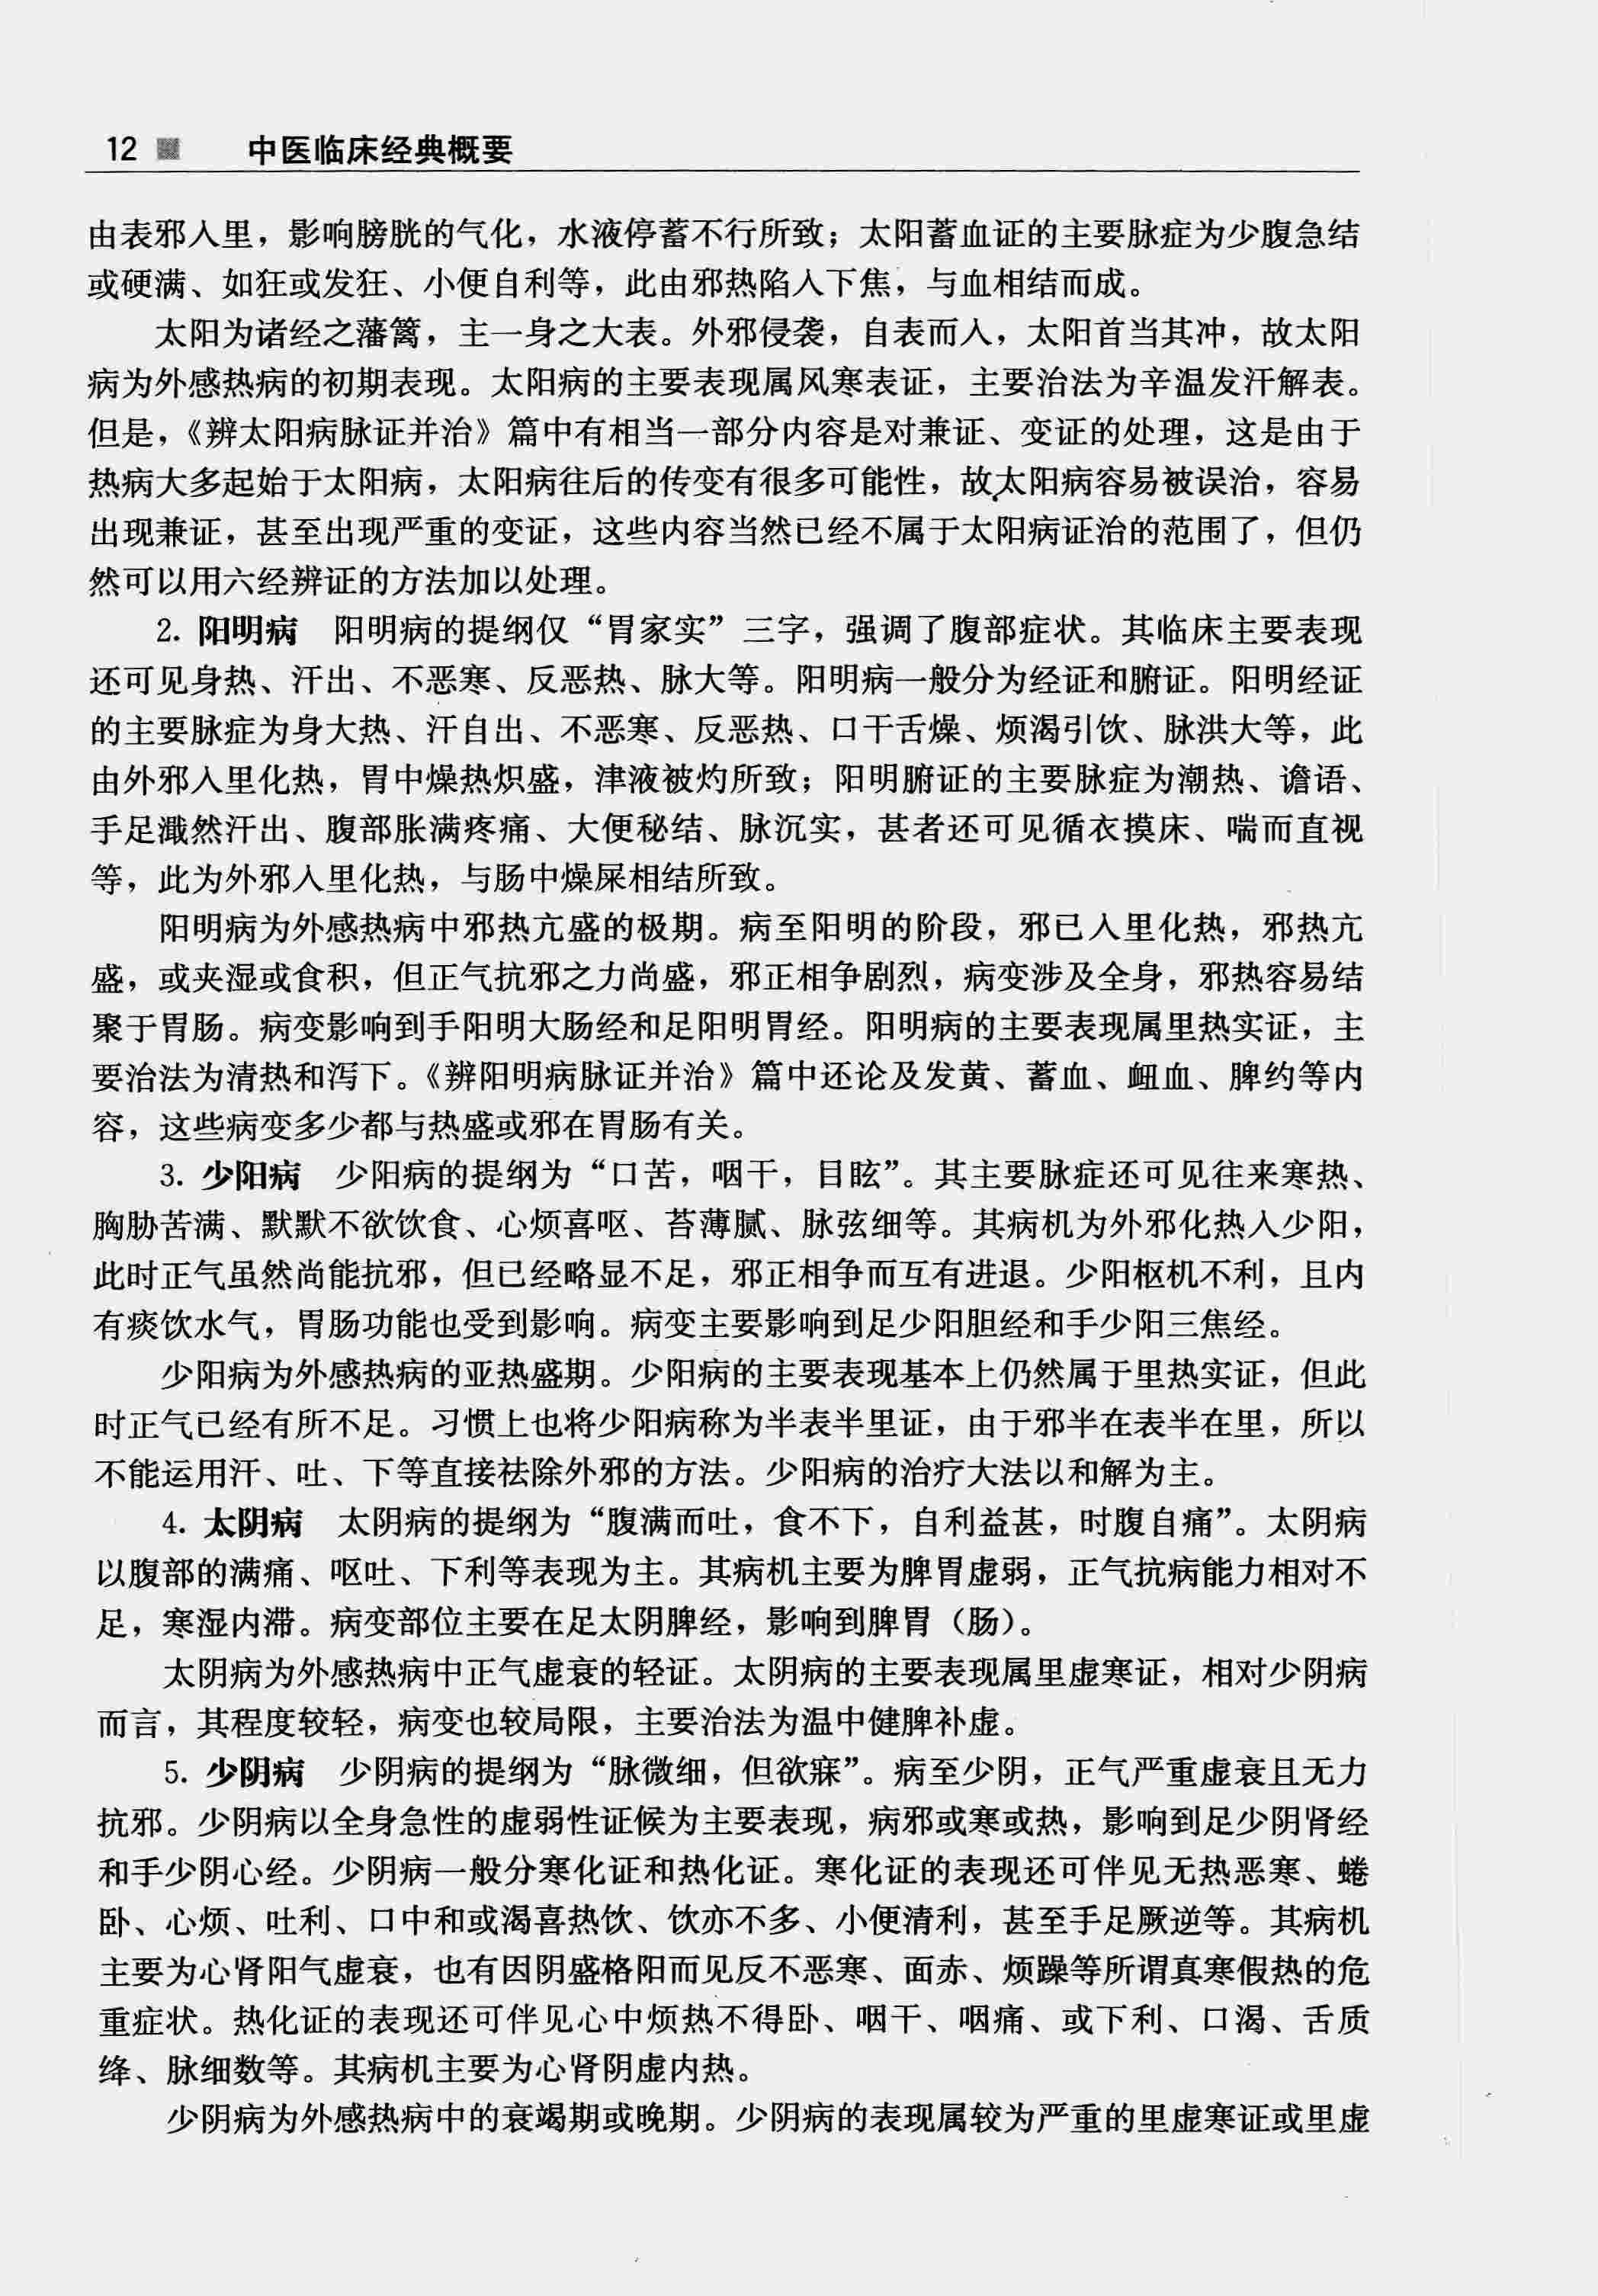 12 中医临床经典概要
由表邪入里，影响膀胱的气化，水液停蓄不行所致；太阳蓄血证的主要脉症为少腹急结
或硬满、如狂或发狂、小便自利等，此由邪热陷入下焦，与血相结而成。
太阳为诸经之藩篱，主一身之大表。外邪侵袭，自表而入，太阳首当其冲，故太阳
病为外感热病的初期表现。太阳病的主要表现属风寒表证，主要治法为辛温发汗解表。
但是，《辨太阳病脉证并治》篇中有相当一部分内容是对兼证、变证的处理，这是由于
热病大多起始于太阳病，太阳病往后的传变有很多可能性，故太阳病容易被误治，容易
出现兼证，甚至出现严重的变证，这些内容当然已经不属于太阳病证治的范围了，但仍
然可以用六经辨证的方法加以处理。
2. 阳明病　阳明病的提纲仅“胃家实”三字，强调了腹部症状。其临床主要表现
还可见身热、汗出、不恶寒、反恶热、脉大等。阳明病一般分为经证和腑证。阳明经证
的主要脉症为身大热、汗自出、不恶寒、反恶热、口干舌燥、烦渴引饮、脉洪大等，此
由外邪入里化热，胃中燥热炽盛，津液被灼所致；阳明腑证的主要脉症为潮热、谵语、
手足濈然汗出、腹部胀满疼痛、大便秘结、脉沉实，甚者还可见循衣摸床、喘而直视
等，此为外邪入里化热，与肠中燥屎相结所致。
阳明病为外感热病中邪热亢盛的极期。病至阳明的阶段，邪已入里化热，邪热亢
盛，或夹湿或食积，但正气抗邪之力尚盛，邪正相争剧烈，病变涉及全身，邪热容易结
聚于胃肠。病变影响到手阳明大肠经和足阳明胃经。阳明病的主要表现属里热实证，主
要治法为清热和泻下。《辨阳明病脉证并治》篇中还论及发黄、蓄血、衄血、脾约等内
容，这些病变多少都与热盛或邪在胃肠有关。
3. 少阳病　少阳病的提纲为“口苦，咽干，目眩”。其主要脉症还可见往来寒热、
胸胁苦满、默默不欲饮食、心烦喜呕、苔薄腻、脉弦细等。其病机为外邪化热入少阳，
此时正气虽然尚能抗邪，但已经略显不足，邪正相争而互有进退。少阳枢机不利，且内
有痰饮水气，胃肠功能也受到影响。病变主要影响到足少阳胆经和手少阳三焦经。
少阳病为外感热病的亚热盛期。少阳病的主要表现基本上仍然属于里热实证，但此
时正气已经有所不足。习惯上也将少阳病称为半表半里证，由于邪半在表半在里，所以
不能运用汗、吐、下等直接祛除外邪的方法。少阳病的治疗大法以和解为主。
4. 太阴病　太阴病的提纲为“腹满而吐，食不下，自利益甚，时腹自痛”。太阴病
以腹部的满痛、呕吐、下利等表现为主。其病机主要为脾胃虚弱，正气抗病能力相对不
足，寒湿内滞。病变部位主要在足太阴脾经，影响到脾胃（肠）。
太阴病为外感热病中正气虚衰的轻证。太阴病的主要表现属里虚寒证，相对少阴病
而言，其程度较轻，病变也较局限，主要治法为温中健脾补虚。
5. 少阴病　少阴病的提纲为“脉微细，但欲寐”。病至少阴，正气严重虚衰且无力
抗邪。少阴病以全身急性的虚弱性证候为主要表现，病邪或寒或热，影响到足少阴肾经
和手少阴心经。少阴病一般分寒化证和热化证。寒化证的表现还可伴见无热恶寒、蜷
卧、心烦、吐利、口中和或渴喜热饮、饮亦不多、小便清利，甚至手足厥逆等。其病机
主要为心肾阳气虚衰，也有因阴盛格阳而见反不恶寒、面赤、烦躁等所谓真寒假热的危
重症状。热化证的表现还可伴见心中烦热不得卧、咽干、咽痛、或下利、口渴、舌质
绛、脉细数等。其病机主要为心肾阴虚内热。
少阴病为外感热病中的衰竭期或晚期。少阴病的表现属较为严重的里虚寒证或里虚